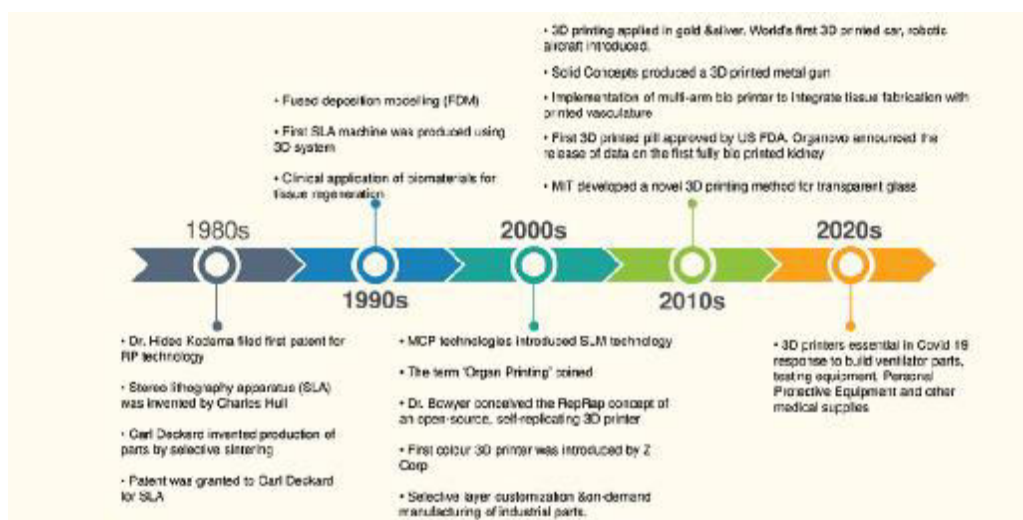 • 3D printing applied in gold &silver. World's first 3D printed car, robotic
aircraft introduced.
• Solid Concepts produced a 3D printed metal gun
• Implementation of multi-arm bio printer to integrate tissue fabrication with
printed vasculature
• First 3D printed pill approved by US FDA. Organovo announced the
release of data on the first fully bio printed kidney
• MIT developed a novel 3D printing method for transparent glass
• Fused deposition modelling (FDM)
• First SLA machine was produced using
3D system
• Clinical application of biomaterials for
tissue regeneration
1980s
1990s
2000s
2010s
2020s
• Dr. Hideo Kodama filed first patent for
RP technology
• Stereo lithography apparatus (SLA)
was invented by Charles Hull
• Carl Deckard invented production of
parts by selective sintering
• Patent was granted to Carl Deckard
for SLA
• MCP technologies introduced SLM technology
• The term 'Organ Printing' coined
• Dr. Bowyer conceived the RepRap concept of
an open-source, self-replicating 3D printer
• First colour 3D printer was introduced by Z
Corp
• Selective layer customization &on-demand
manufacturing of industrial parts.
• 3D printers essential in Covid 19
response to build ventilator parts,
testing equipment, Personal
Protective Equipment and other
medical supplies